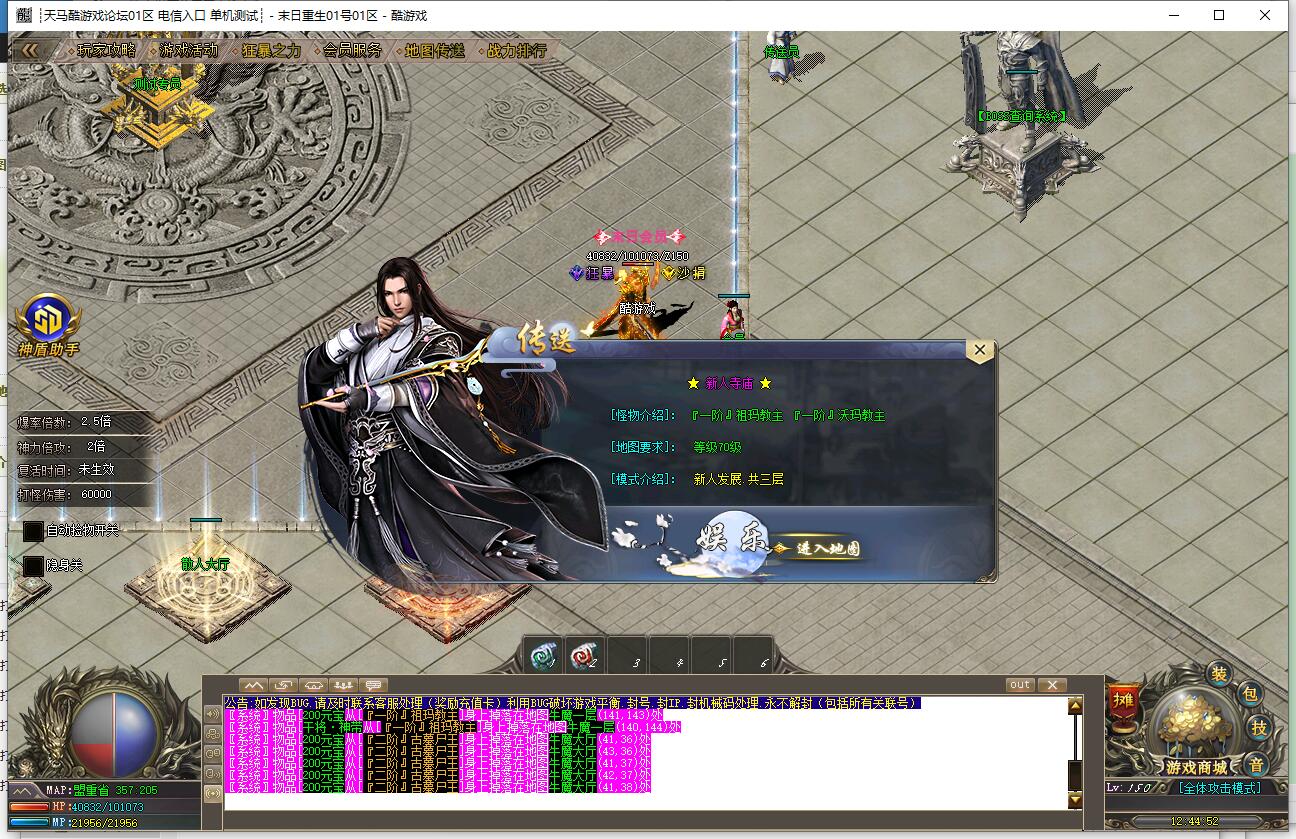 天马酷游戏论坛01区 电信入口 单机测试 - 末日重生01号01区 - 酷游戏
玩家攻略 游戏活动 狂暴之力 会员服务 地图传送 战力排行
测试专员
传送员
【BOSS查询系统】
末日会员
40832/101073/Z150
狂暴 沙捐
酷游戏
神盾助手
传送
★ 新人寺庙 ★
[怪物介绍]: 『一阶』祖玛教主 『一阶』沃玛教主
[地图要求]: 等级70级
[模式介绍]: 新人发展.共三层
娱乐
进入地图
爆率倍数: 2.5倍
神力倍攻: 2倍
复活时间: 未生效
打怪伤害: 60000
自动捡物开关
隐身关
散人大厅
1 2 3 4 5 6
out
公告:如发现BUG.请及时联系客服处理（奖励充值卡）利用BUG破坏游戏平衡.封号.封IP.封机械码处理.永不解封（包括所有关联号）
〖系统〗物品[200元宝]从[『一阶』祖玛教主]身上掉落在地图牛魔一层(141,143)处
〖系统〗物品[干将·神带]从[『一阶』祖玛教主]身上掉落在地图牛魔一层(140,144)处
〖系统〗物品[200元宝]从[『二阶』古墓尸王]身上掉落在地图牛魔大厅(41,36)处
〖系统〗物品[200元宝]从[『二阶』古墓尸王]身上掉落在地图牛魔大厅(43,36)处
〖系统〗物品[200元宝]从[『二阶』古墓尸王]身上掉落在地图牛魔大厅(41,37)处
〖系统〗物品[200元宝]从[『二阶』古墓尸王]身上掉落在地图牛魔大厅(42,37)处
〖系统〗物品[200元宝]从[『二阶』古墓尸王]身上掉落在地图牛魔大厅(41,38)处
MAP:盟重省 357 205
HP:40832/101073
MP:21956/21956
摊
装
包
技
音
游戏商城
Lv: 150
[全体攻击模式]
12:44:52